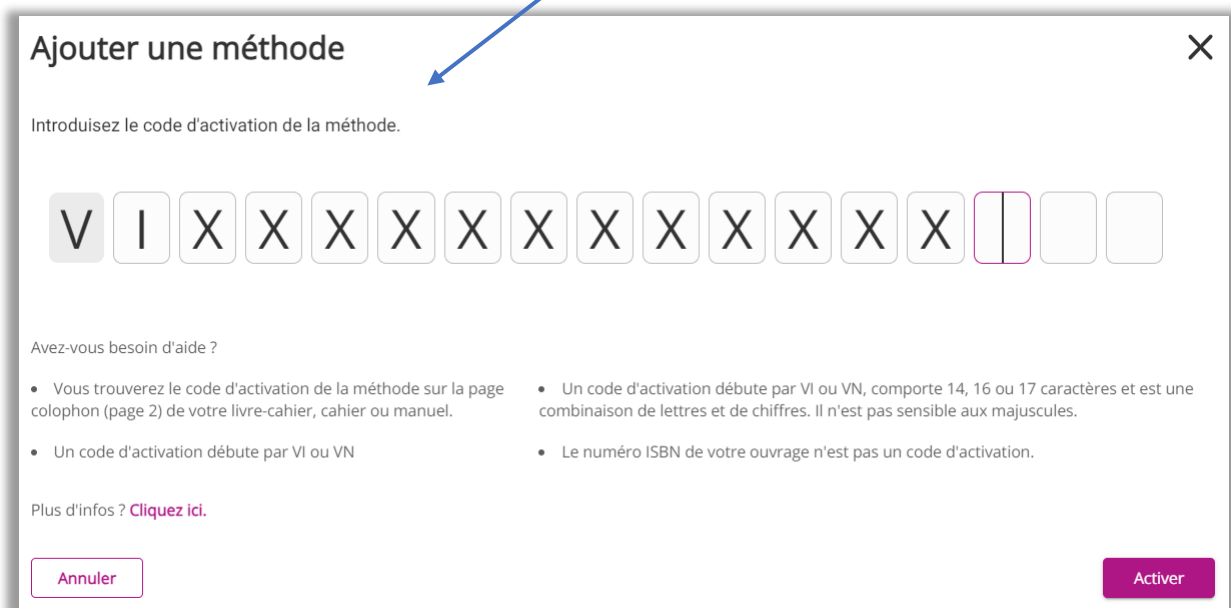 Ajouter une méthode
Introduisez le code d'activation de la méthode.
V I X X X X X X X X X X X X
Avez-vous besoin d'aide ?
• Vous trouverez le code d'activation de la méthode sur la page
colophon (page 2) de votre livre-cahier, cahier ou manuel.
• Un code d'activation débute par VI ou VN
• Un code d'activation débute par VI ou VN, comporte 14, 16 ou 17 caractères et est une
combinaison de lettres et de chiffres. Il n'est pas sensible aux majuscules.
• Le numéro ISBN de votre ouvrage n'est pas un code d'activation.
Plus d'infos ? Cliquez ici.
Annuler
Activer